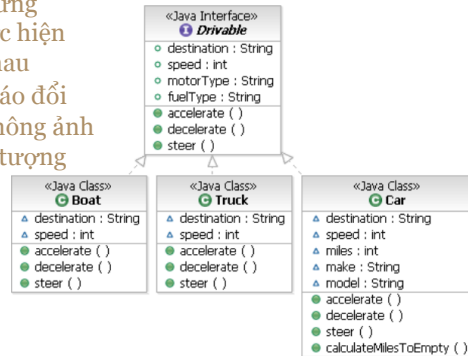 ừng
c hiện
nau
áo đổi
nông ảnh
tượng
«Java Interface»
I Drivable
destination : String
speed : int
motorType : String
fuelType : String
accelerate ( )
decelerate ( )
steer ( )
«Java Class»
C Boat
destination : String
speed : int
accelerate ( )
decelerate ( )
steer ( )
«Java Class»
C Truck
destination : String
speed : int
accelerate ( )
decelerate ( )
steer ( )
«Java Class»
C Car
destination : String
speed : int
miles : int
make : String
model : String
accelerate ( )
decelerate ( )
steer ( )
calculateMilesToEmpty ( )